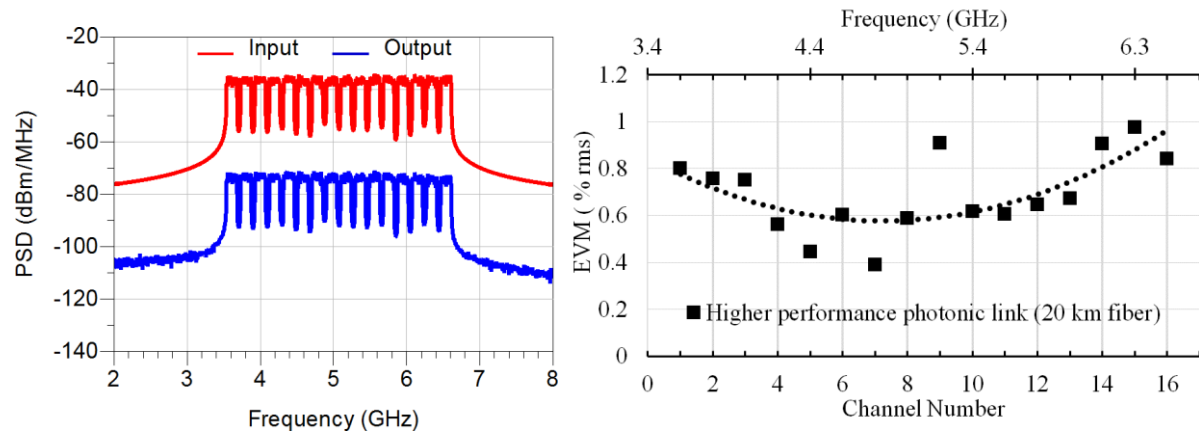 -20
-40
-60
-80
-100
-120
-140
PSD (dBm/MHz)
Input Output
2 3 4 5 6 7 8
Frequency (GHz)
Frequency (GHz)
3.4 4.4 5.4 6.3
1.2
1
0.8
0.6
0.4
0.2
0
EVM ( % rms)
Higher performance photonic link (20 km fiber)
0 2 4 6 8 10 12 14 16
Channel Number